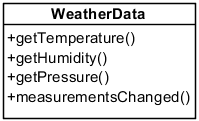 WeatherData
+getTemperature()
+getHumidity()
+getPressure()
+measurementsChanged()